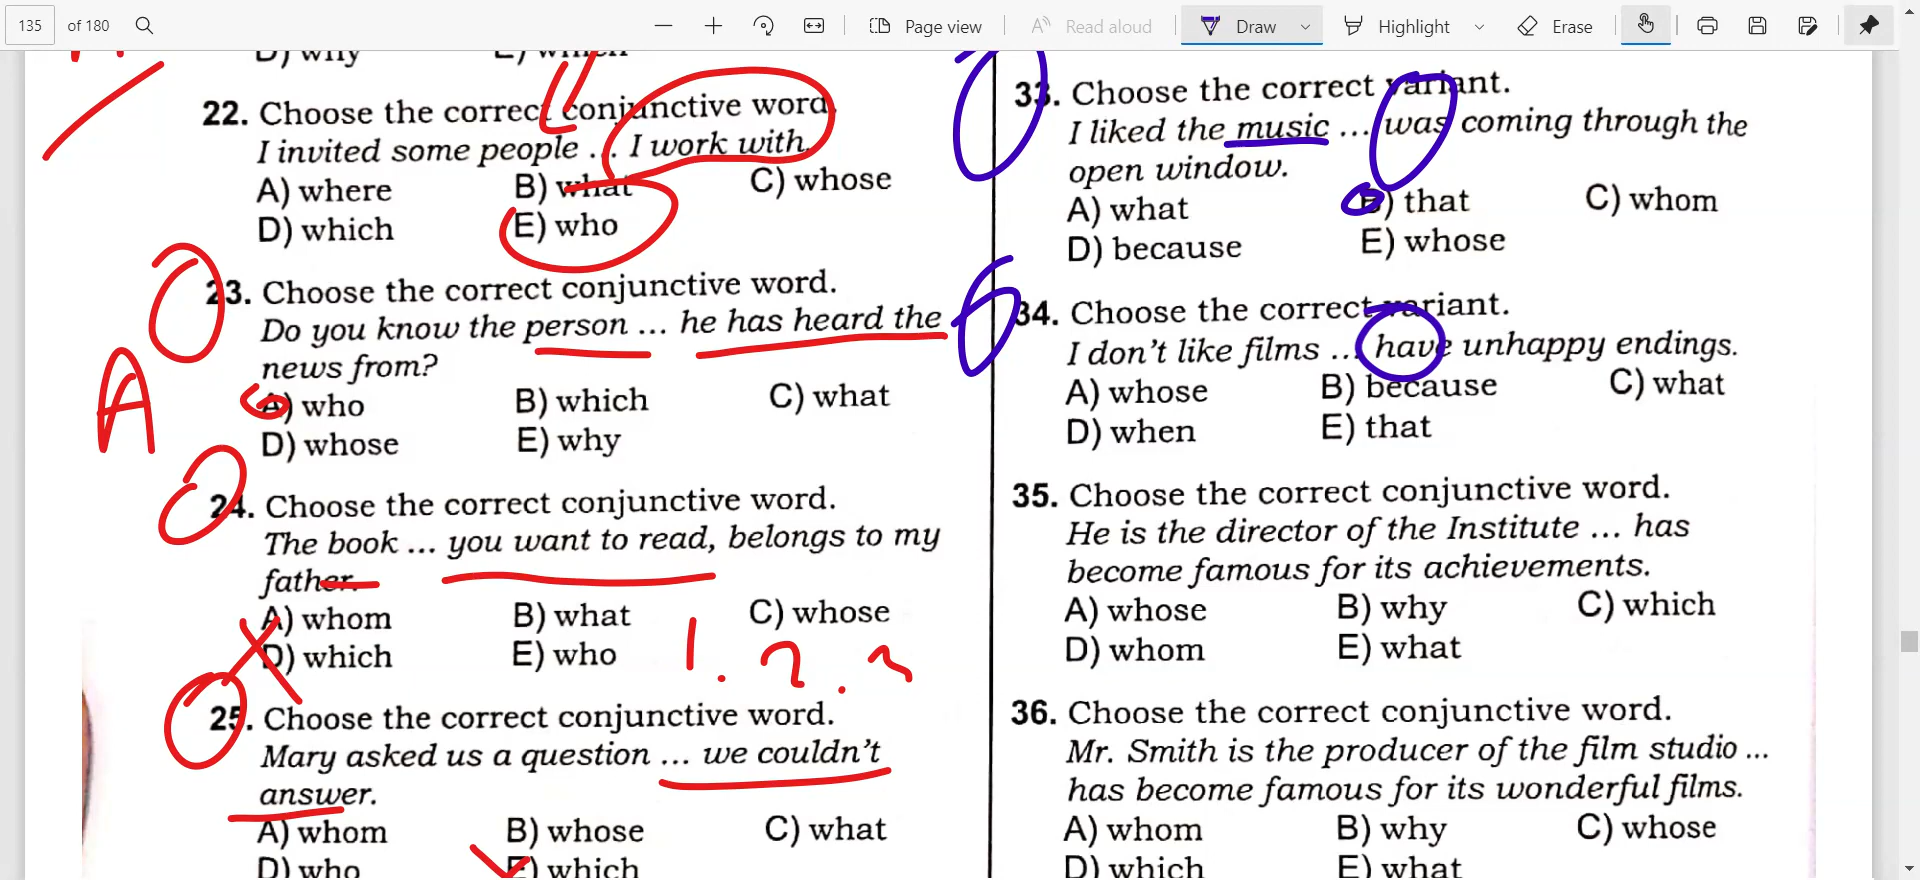 135 of 180 Page view Read aloud Draw Highlight Erase
D) why E) which
22. Choose the correct conjunctive word.
I invited some people ... I work with.
A) where B) what C) whose
D) which E) who
23. Choose the correct conjunctive word.
Do you know the person ... he has heard the
news from?
A) who B) which C) what
D) whose E) why
A
24. Choose the correct conjunctive word.
The book ... you want to read, belongs to my
father.
A) whom B) what C) whose
D) which E) who
1. 2. 3
25. Choose the correct conjunctive word.
Mary asked us a question ... we couldn't
answer.
A) whom B) whose C) what
D) who E) which
33. Choose the correct variant.
I liked the music ... was coming through the
open window.
A) what B) that C) whom
D) because E) whose
34. Choose the correct variant.
I don't like films ... have unhappy endings.
A) whose B) because C) what
D) when E) that
35. Choose the correct conjunctive word.
He is the director of the Institute ... has
become famous for its achievements.
A) whose B) why C) which
D) whom E) what
36. Choose the correct conjunctive word.
Mr. Smith is the producer of the film studio ...
has become famous for its wonderful films.
A) whom B) why C) whose
D) which E) what